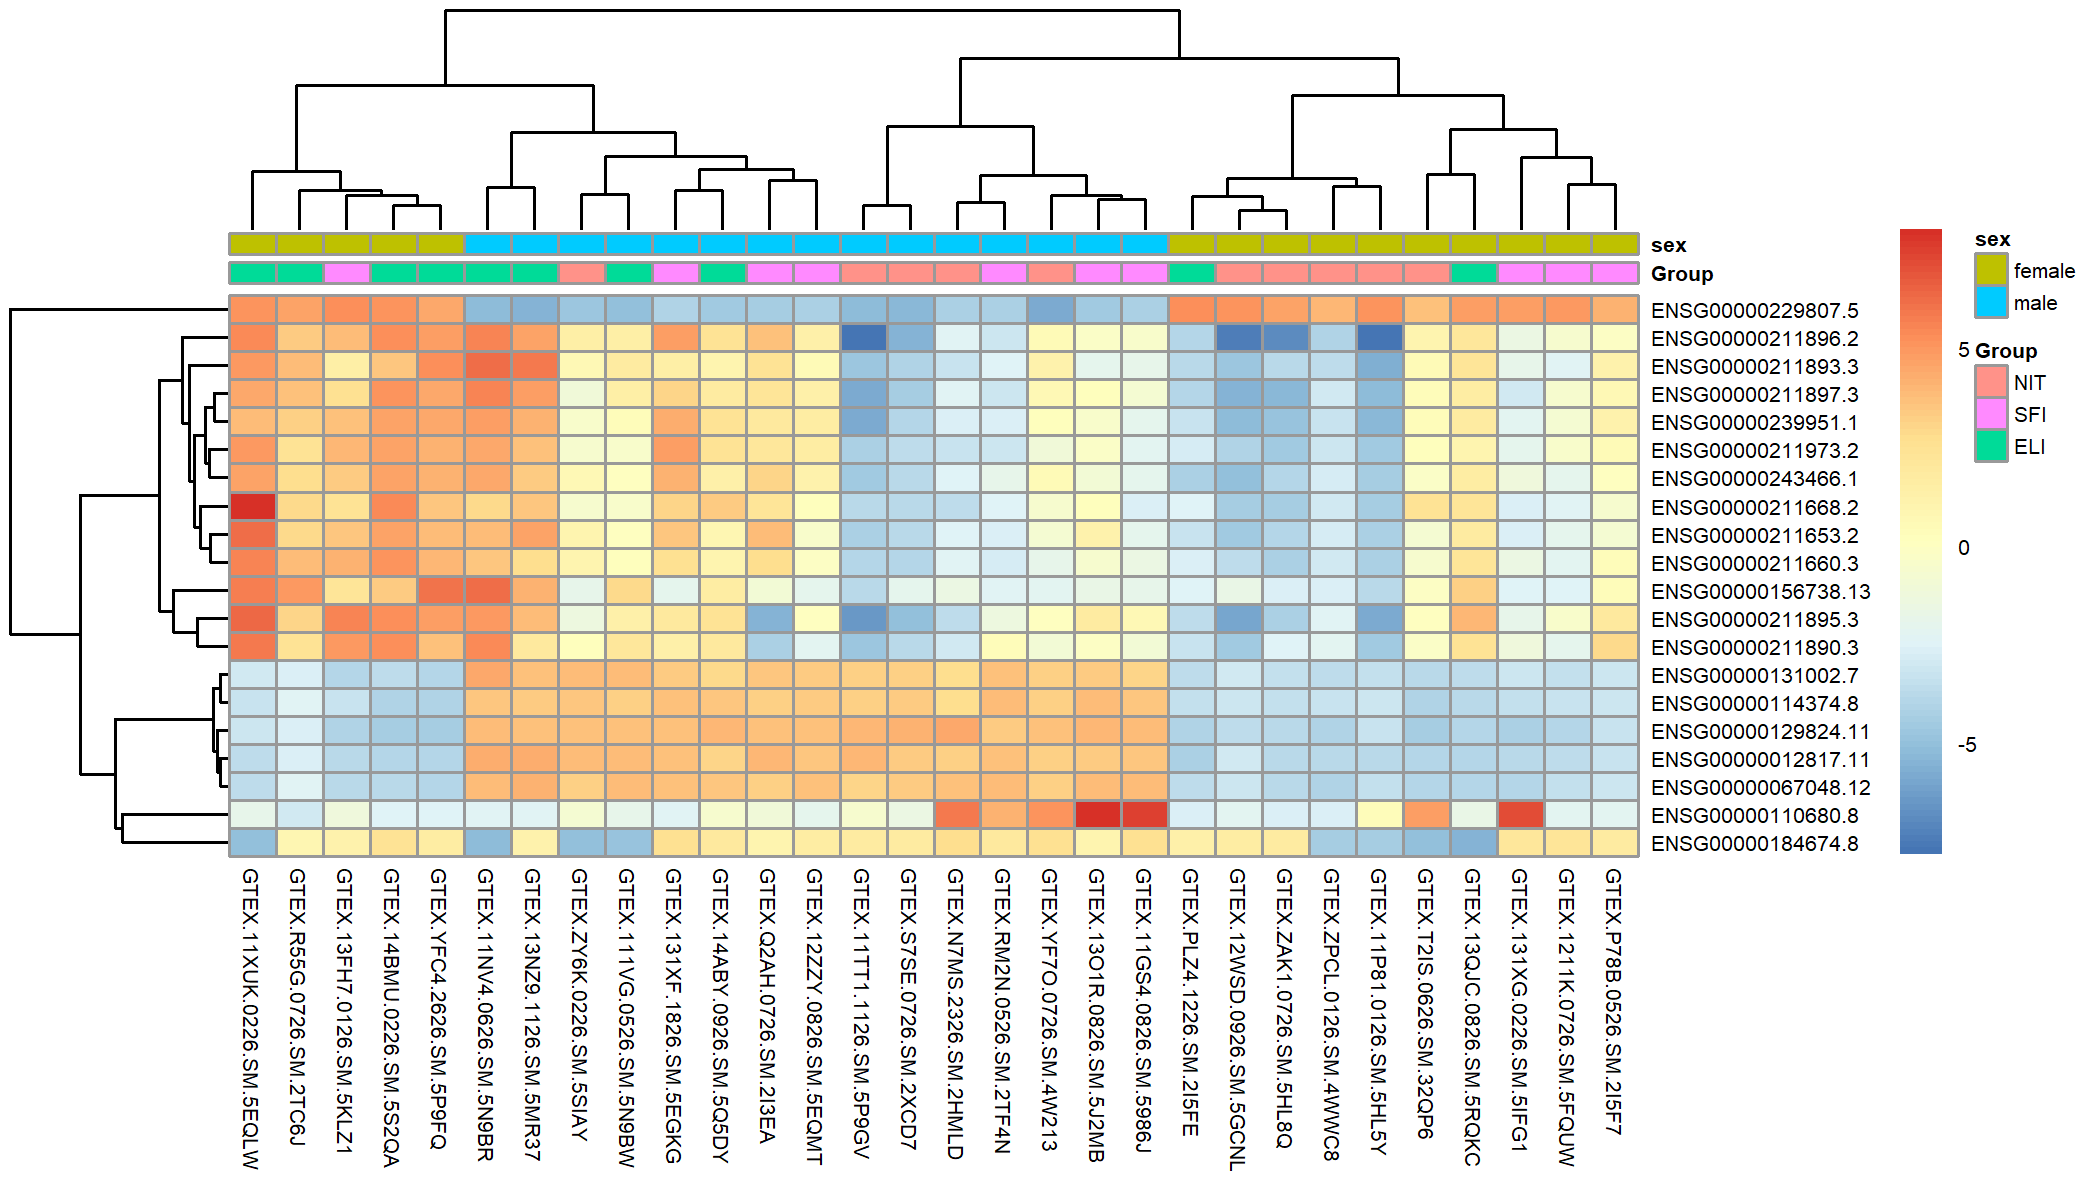 sex
Group
ENSG00000229807.5
ENSG00000211896.2
ENSG00000211893.3
ENSG00000211897.3
ENSG00000239951.1
ENSG00000211973.2
ENSG00000243466.1
ENSG00000211668.2
ENSG00000211653.2
ENSG00000211660.3
ENSG00000156738.13
ENSG00000211895.3
ENSG00000211890.3
ENSG00000131002.7
ENSG00000114374.8
ENSG00000129824.11
ENSG00000012817.11
ENSG00000067048.12
ENSG00000110680.8
ENSG00000184674.8
GTEX.11XUK.0226.SM.5EQLW
GTEX.R55G.0726.SM.2TC6J
GTEX.13FH7.0126.SM.5KLZ1
GTEX.14BMU.0226.SM.5S2QA
GTEX.YFC4.2626.SM.5P9FQ
GTEX.11NV4.0626.SM.5N9BR
GTEX.13NZ9.1126.SM.5MR37
GTEX.ZY6K.0226.SM.5SIAY
GTEX.111VG.0526.SM.5N9BW
GTEX.131XF.1826.SM.5EGKG
GTEX.14ABY.0926.SM.5Q5DY
GTEX.Q2AH.0726.SM.2I3EA
GTEX.12ZZY.0826.SM.5EQMT
GTEX.11TT1.1126.SM.5P9GV
GTEX.S7SE.0726.SM.2XCD7
GTEX.N7MS.2326.SM.2HMLD
GTEX.RM2N.0526.SM.2TF4N
GTEX.YF7O.0726.SM.4W213
GTEX.13O1R.0826.SM.5J2MB
GTEX.11GS4.0826.SM.5986J
GTEX.PLZ4.1226.SM.2I5FE
GTEX.12WSD.0926.SM.5GCNL
GTEX.ZAK1.0726.SM.5HL8Q
GTEX.ZPCL.0126.SM.4WWC8
GTEX.11P81.0126.SM.5HL5Y
GTEX.T2IS.0626.SM.32QP6
GTEX.13QJC.0826.SM.5RQKC
GTEX.131XG.0226.SM.5IFG1
GTEX.1211K.0726.SM.5FQUW
GTEX.P78B.0526.SM.2I5F7
5
0
-5
sex
female
male
Group
NIT
SFI
ELI